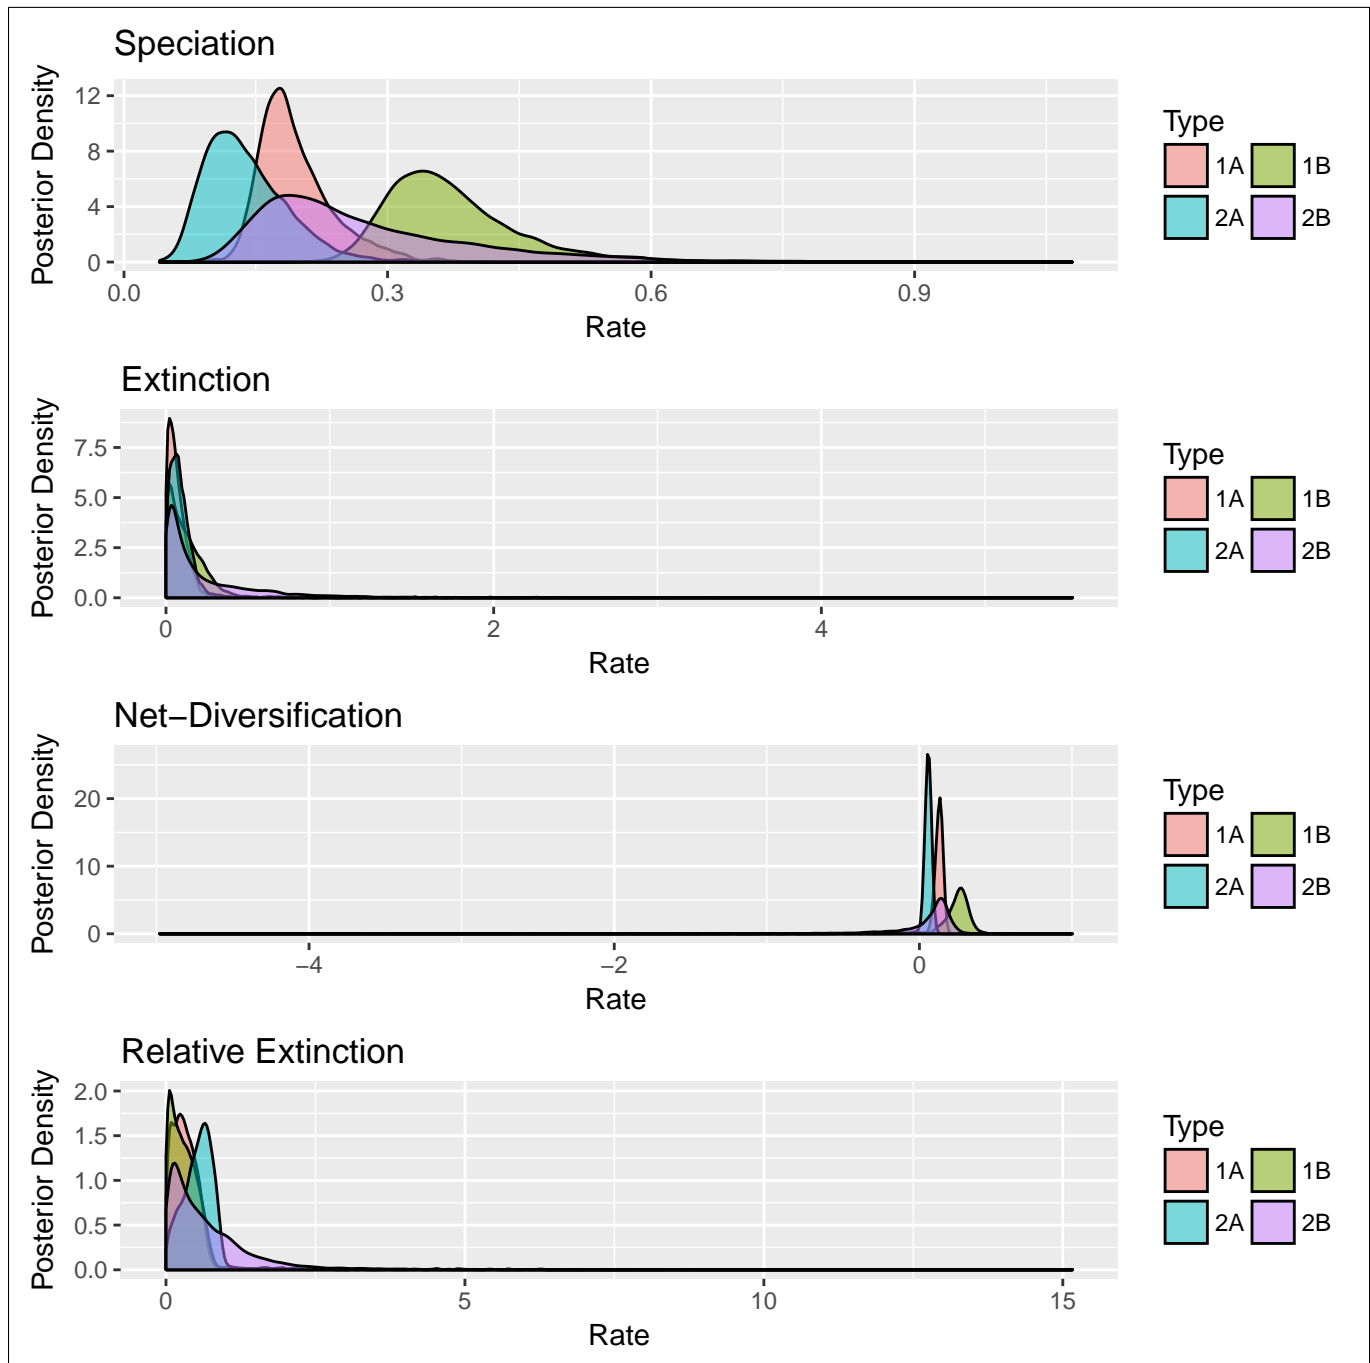 Speciation
Posterior Density
12
8
4
0
0.0 0.3 0.6 0.9
Rate
Type
1A 1B
2A 2B
Extinction
Posterior Density
7.5
5.0
2.5
0.0
0 2 4
Rate
Type
1A 1B
2A 2B
Net−Diversification
Posterior Density
20
10
0
−4 −2 0
Rate
Type
1A 1B
2A 2B
Relative Extinction
Posterior Density
2.0
1.5
1.0
0.5
0.0
0 5 10 15
Rate
Type
1A 1B
2A 2B